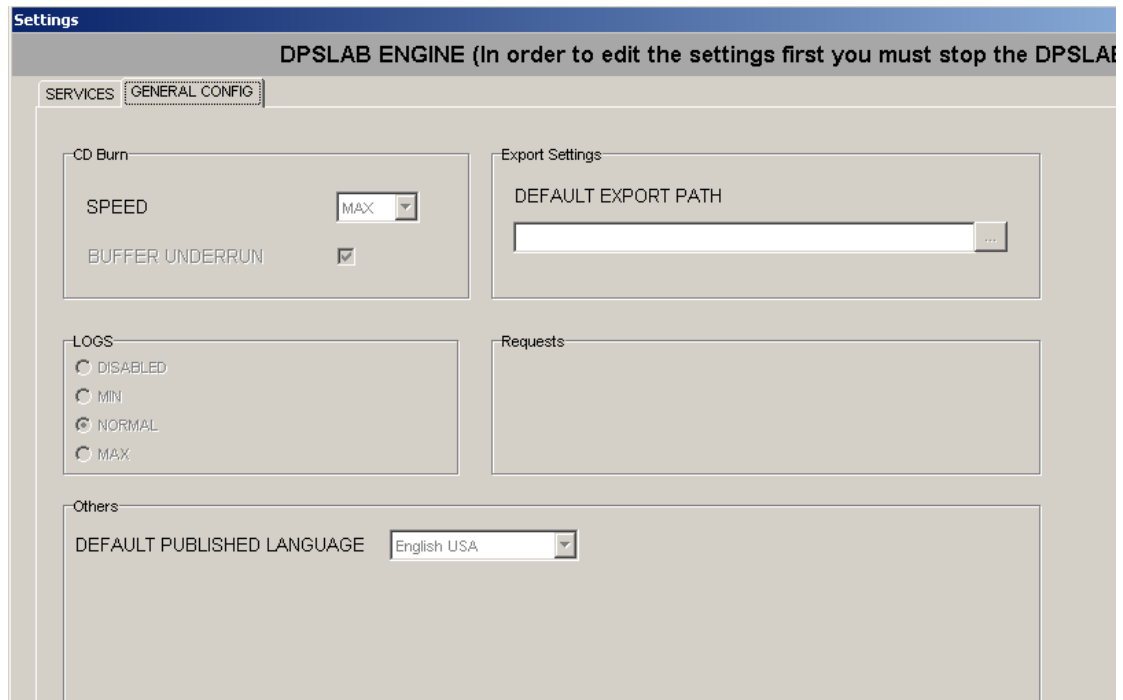 Settings
DPSLAB ENGINE (In order to edit the settings first you must stop the
SERVICES
GENERAL CONFIG
CD Burn
SPEED
MAX
BUFFER UNDERRUN
Export Settings
DEFAULT EXPORT PATH
...
LOGS
DISABLED
MIN
NORMAL
MAX
Requests
Others
DEFAULT PUBLISHED LANGUAGE
English USA